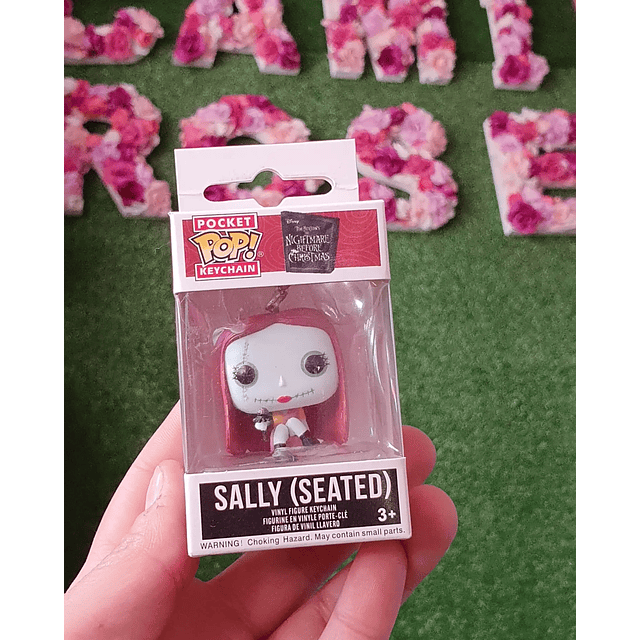 ROSE
POCKET
POP!®
KEYCHAIN
Disney
TIM BURTON'S
NIGHTMARE
BEFORE
CHRISTMAS
SALLY (SEATED)
VINYL FIGURE KEYCHAIN
FIGURINE EN VINYLE PORTE-CLÉ
FIGURA DE VINIL LLAVERO
3+
WARNING! Choking Hazard. May contain small parts.